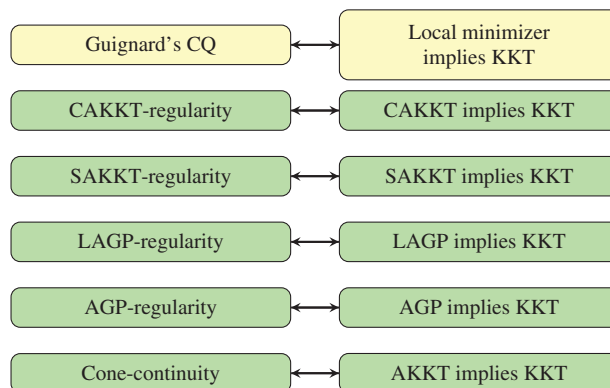 Guignard's CQ
Local minimizer
implies KKT
CAKKT-regularity
CAKKT implies KKT
SAKKT-regularity
SAKKT implies KKT
LAGP-regularity
LAGP implies KKT
AGP-regularity
AGP implies KKT
Cone-continuity
AKKT implies KKT